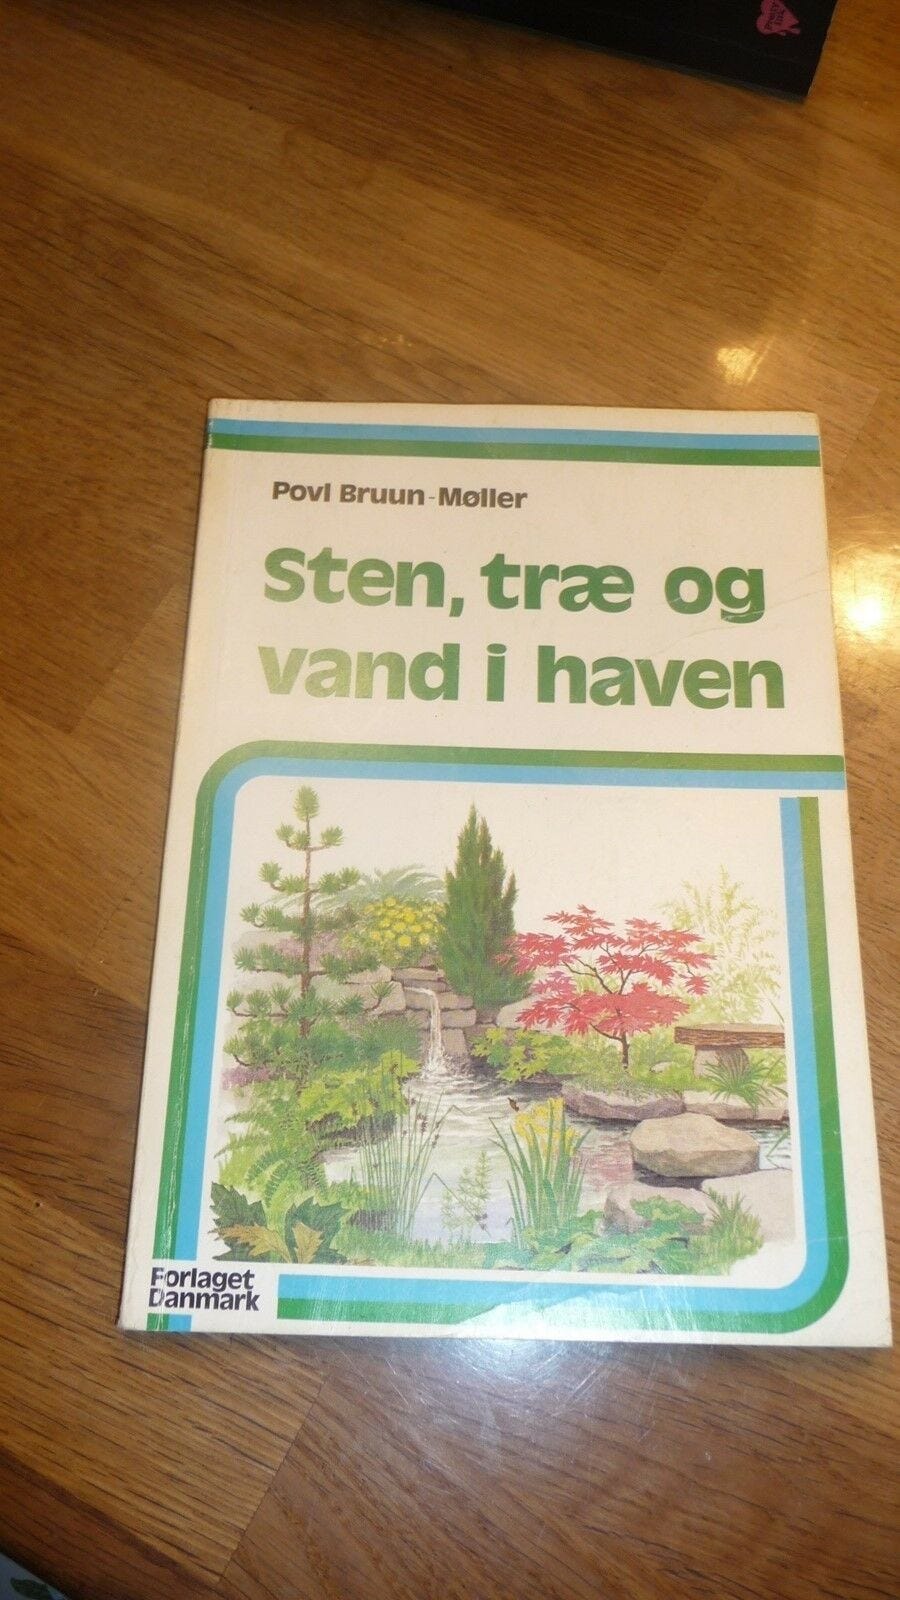 Povl Bruun-Møller
Sten, træ og
vand i haven
Forlaget
Danmark